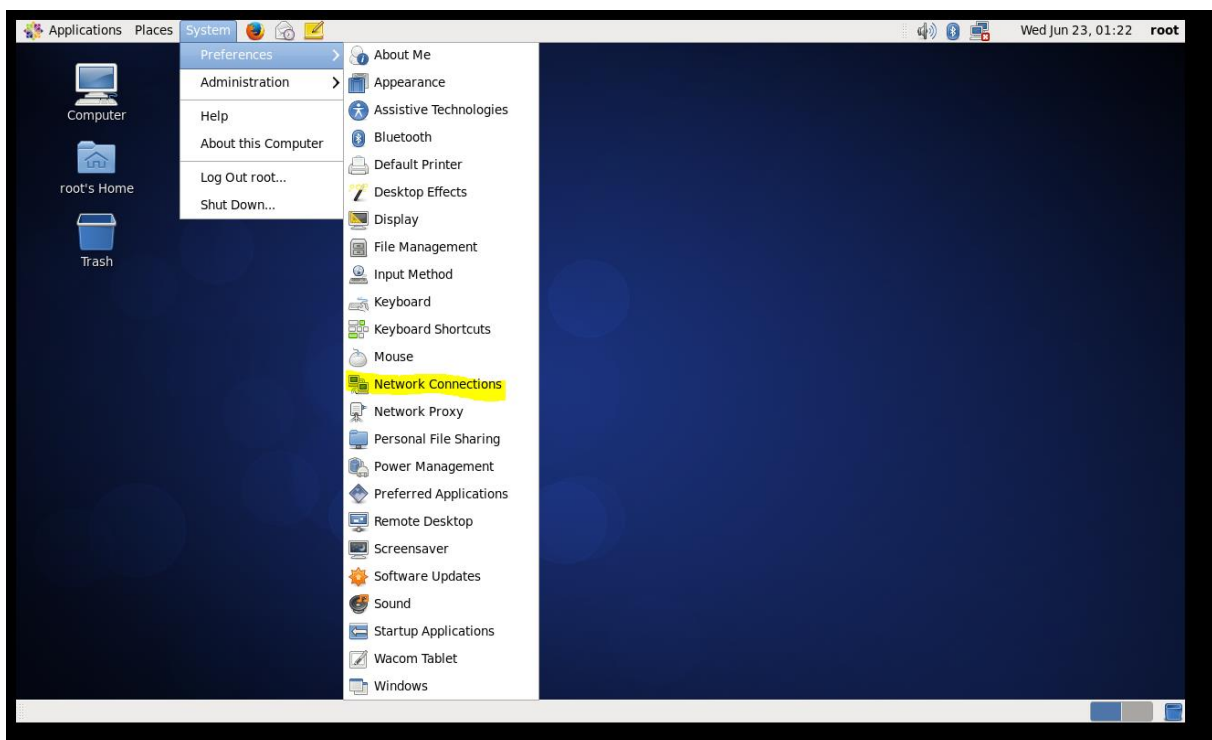 Applications Places System Wed Jun 23, 01:22 root
Preferences
Administration
Help
About this Computer
Log Out root...
Shut Down...
About Me
Appearance
Assistive Technologies
Bluetooth
Default Printer
Desktop Effects
Display
File Management
Input Method
Keyboard
Keyboard Shortcuts
Mouse
Network Connections
Network Proxy
Personal File Sharing
Power Management
Preferred Applications
Remote Desktop
Screensaver
Software Updates
Sound
Startup Applications
Wacom Tablet
Windows
Computer
root's Home
Trash